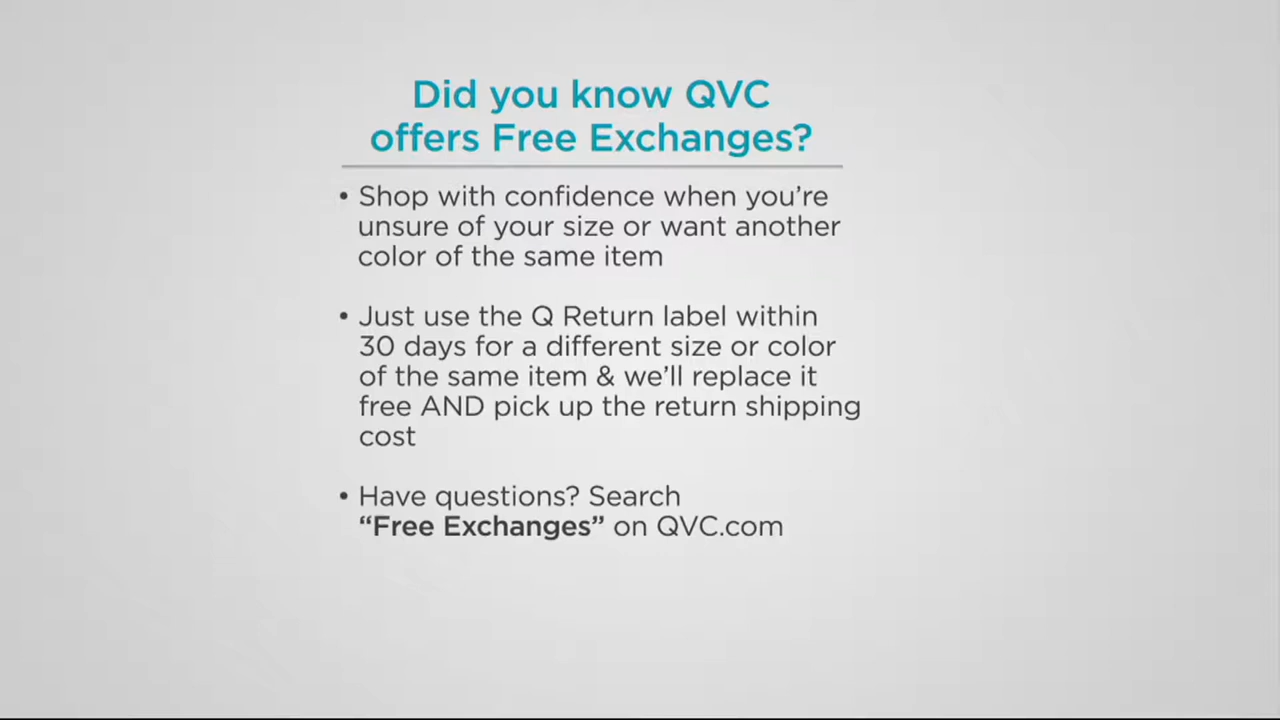 Did you know QVC
offers Free Exchanges?
• Shop with confidence when you’re
unsure of your size or want another
color of the same item
• Just use the Q Return label within
30 days for a different size or color
of the same item & we’ll replace it
free AND pick up the return shipping
cost
• Have questions? Search
“Free Exchanges” on QVC.com